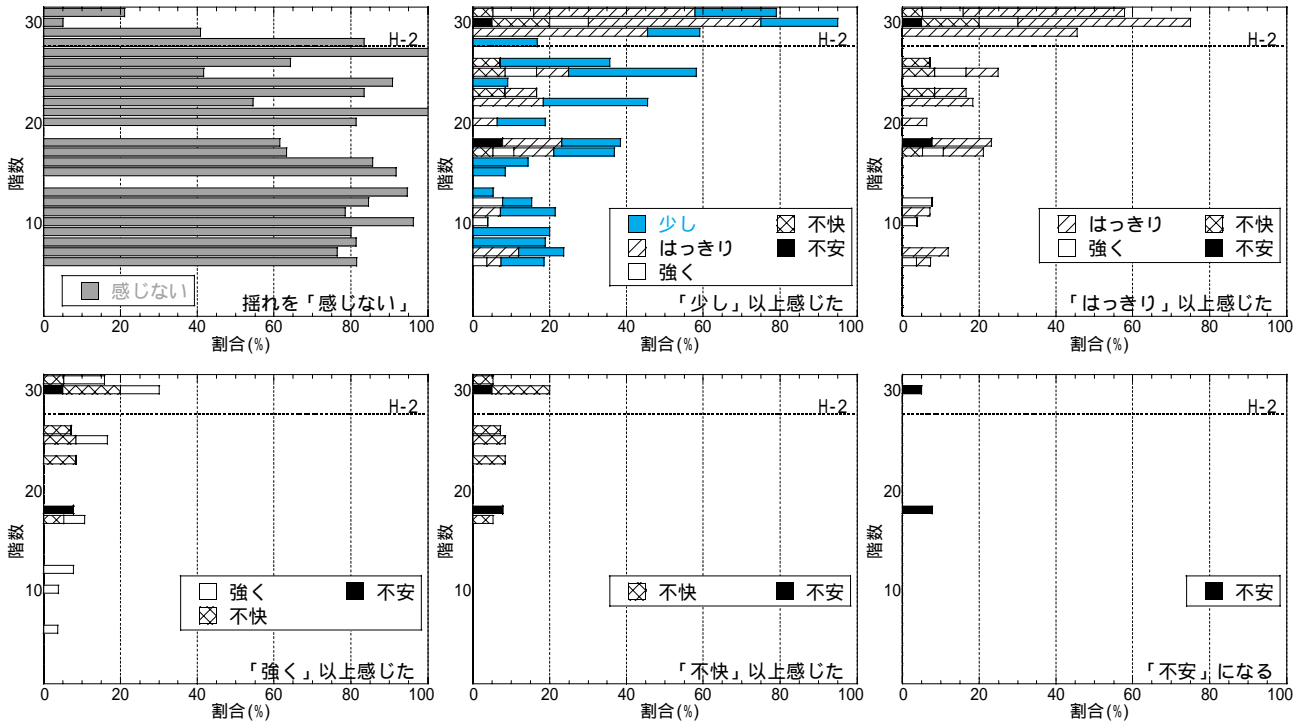 30
20
10
階数
H-2
感じない
揺れを「感じない」
0 20 40 60 80 100
割合(%)
30
20
10
階数
H-2
少し 不快
はっきり 不安
強く
「少し」以上感じた
0 20 40 60 80 100
割合(%)
30
20
10
階数
H-2
はっきり 不快
強く 不安
「はっきり」以上感じた
0 20 40 60 80 100
割合(%)
30
20
10
階数
H-2
強く 不安
不快
「強く」以上感じた
0 20 40 60 80 100
割合(%)
30
20
10
階数
H-2
不快 不安
「不快」以上感じた
0 20 40 60 80 100
割合(%)
30
20
10
階数
H-2
不安
「不安」になる
0 20 40 60 80 100
割合(%)